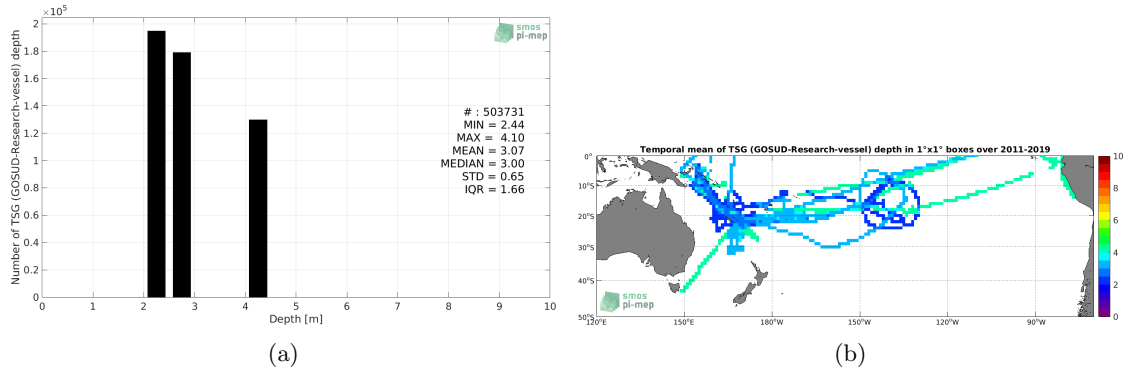 ×10⁵
2
1.8
1.6
1.4
1.2
1
0.8
0.6
0.4
0.2
0
Number of TSG (GOSUD-Research-vessel) depth
smos
pi-mep
# : 503731
MIN = 2.44
MAX = 4.10
MEAN = 3.07
MEDIAN = 3.00
STD = 0.65
IQR = 1.66
0 1 2 3 4 5 6 7 8 9 10
Depth [m]
(a)
Temporal mean of TSG (GOSUD-Research-vessel) depth in 1°x1° boxes over 2011-2019
0°
10°S
20°S
30°S
40°S
50°S
120°E 150°E 180°W 150°W 120°W 90°W
smos
pi-mep
10
8
6
4
2
0
(b)